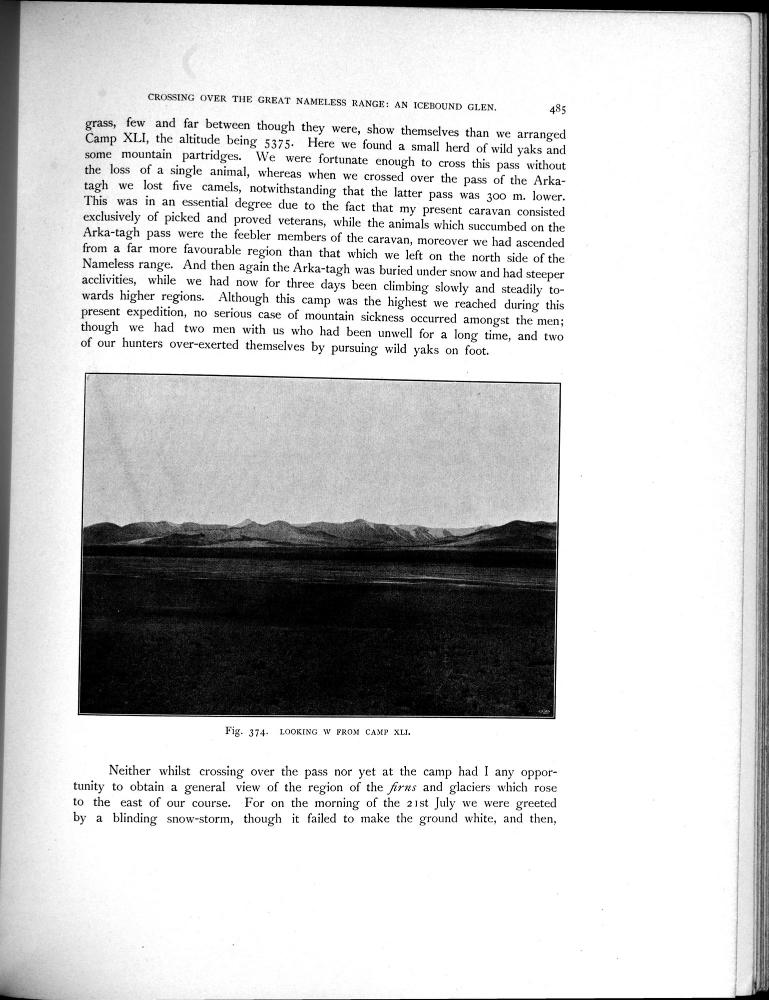 CROSSING OVER THE GREAT NAMELESS RANGE: AN ICEBOUND GLEN. 485
grass, few and far between though they were, show themselves than we arranged
Camp XLI, the altitude being 5375. Here we found a small herd of wild yaks and
some mountain partridges. We were fortunate enough to cross this pass without
the loss of a single animal, whereas when we crossed over the pass of the Arka-
tagh we lost five camels, notwithstanding that the latter pass was 300 m. lower.
This was in an essential degree due to the fact that my present caravan consisted
exclusively of picked and proved veterans, while the animals which succumbed on the
Arka-tagh pass were the feebler members of the caravan, moreover we had ascended
from a far more favourable region than that which we left on the north side of the
Nameless range. And then again the Arka-tagh was buried under snow and had steeper
acclivities, while we had now for three days been climbing slowly and steadily to-
wards higher regions. Although this camp was the highest we reached during this
present expedition, no serious case of mountain sickness occurred amongst the men;
though we had two men with us who had been unwell for a long time, and two
of our hunters over-exerted themselves by pursuing wild yaks on foot.
Fig. 374. LOOKING W FROM CAMP XLI.
Neither whilst crossing over the pass nor yet at the camp had I any oppor-
tunity to obtain a general view of the region of the firns and glaciers which rose
to the east of our course. For on the morning of the 21st July we were greeted
by a blinding snow-storm, though it failed to make the ground white, and then,